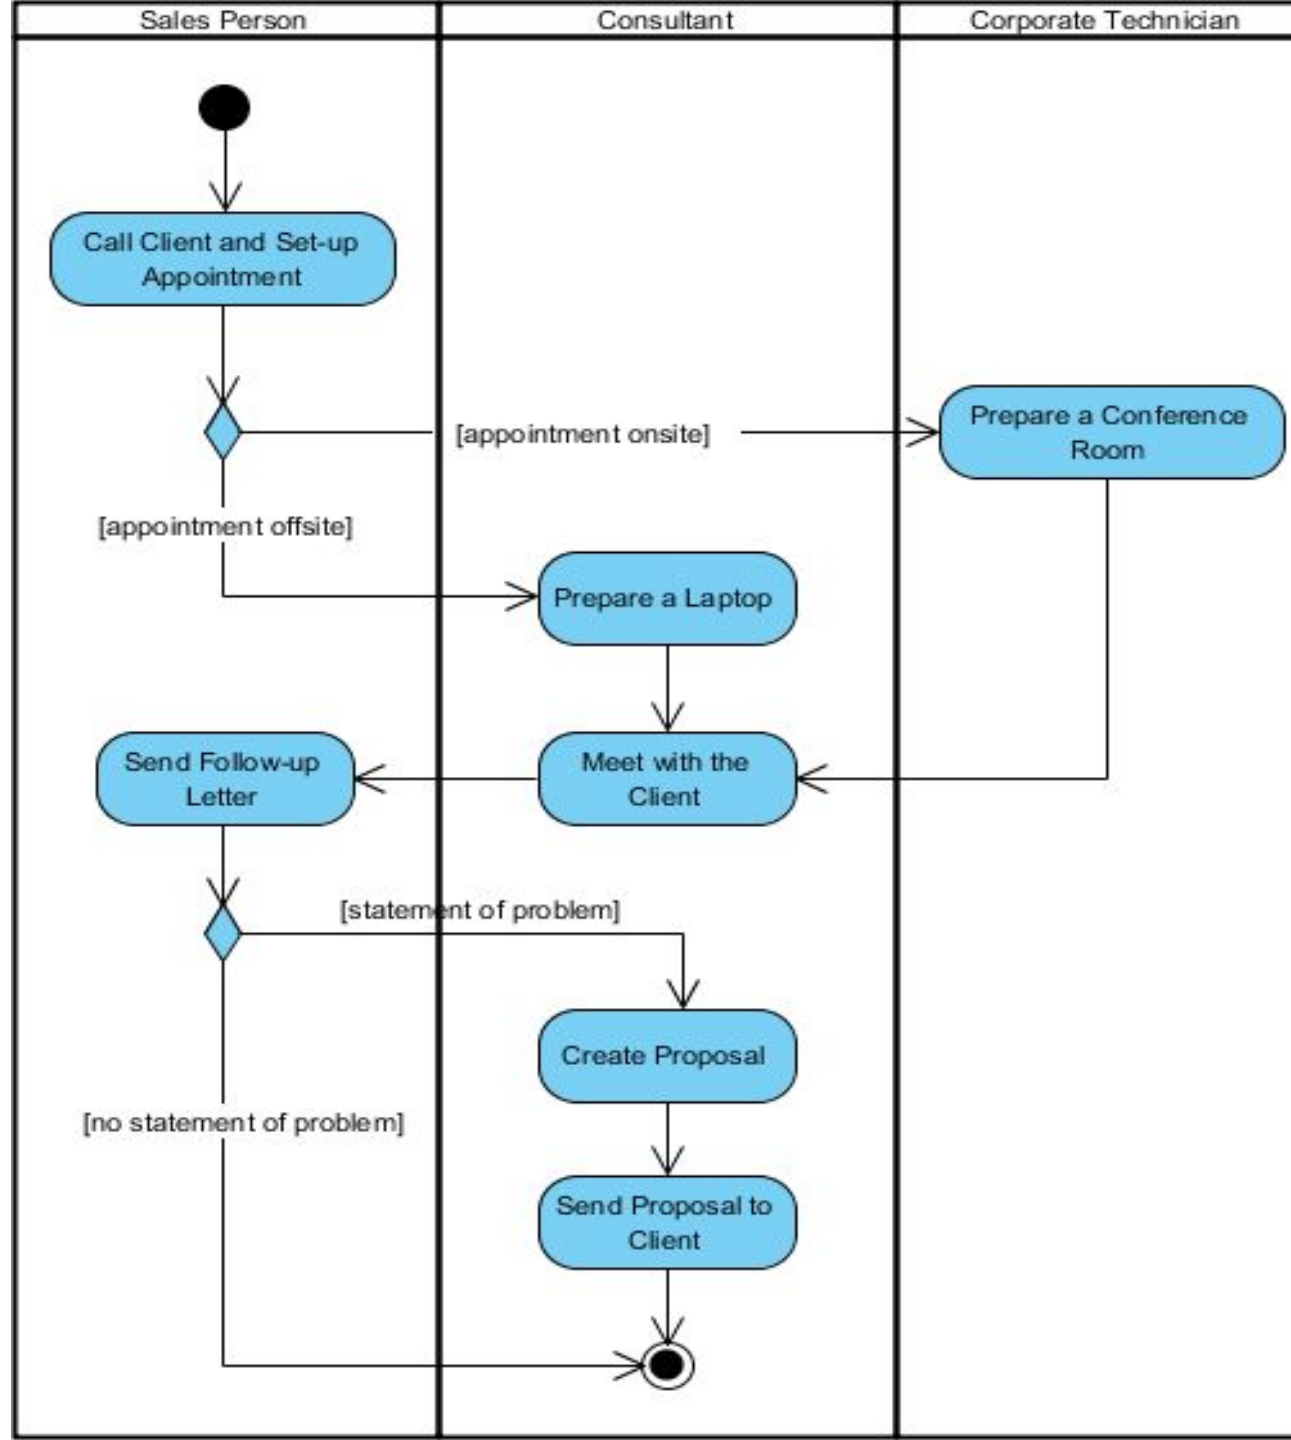 Sales Person
Consultant
Corporate Technician
Call Client and Set-up
Appointment
[appointment onsite]
Prepare a Conference
Room
[appointment offsite]
Prepare a Laptop
Send Follow-up
Letter
Meet with the
Client
[statement of problem]
Create Proposal
[no statement of problem]
Send Proposal to
Client